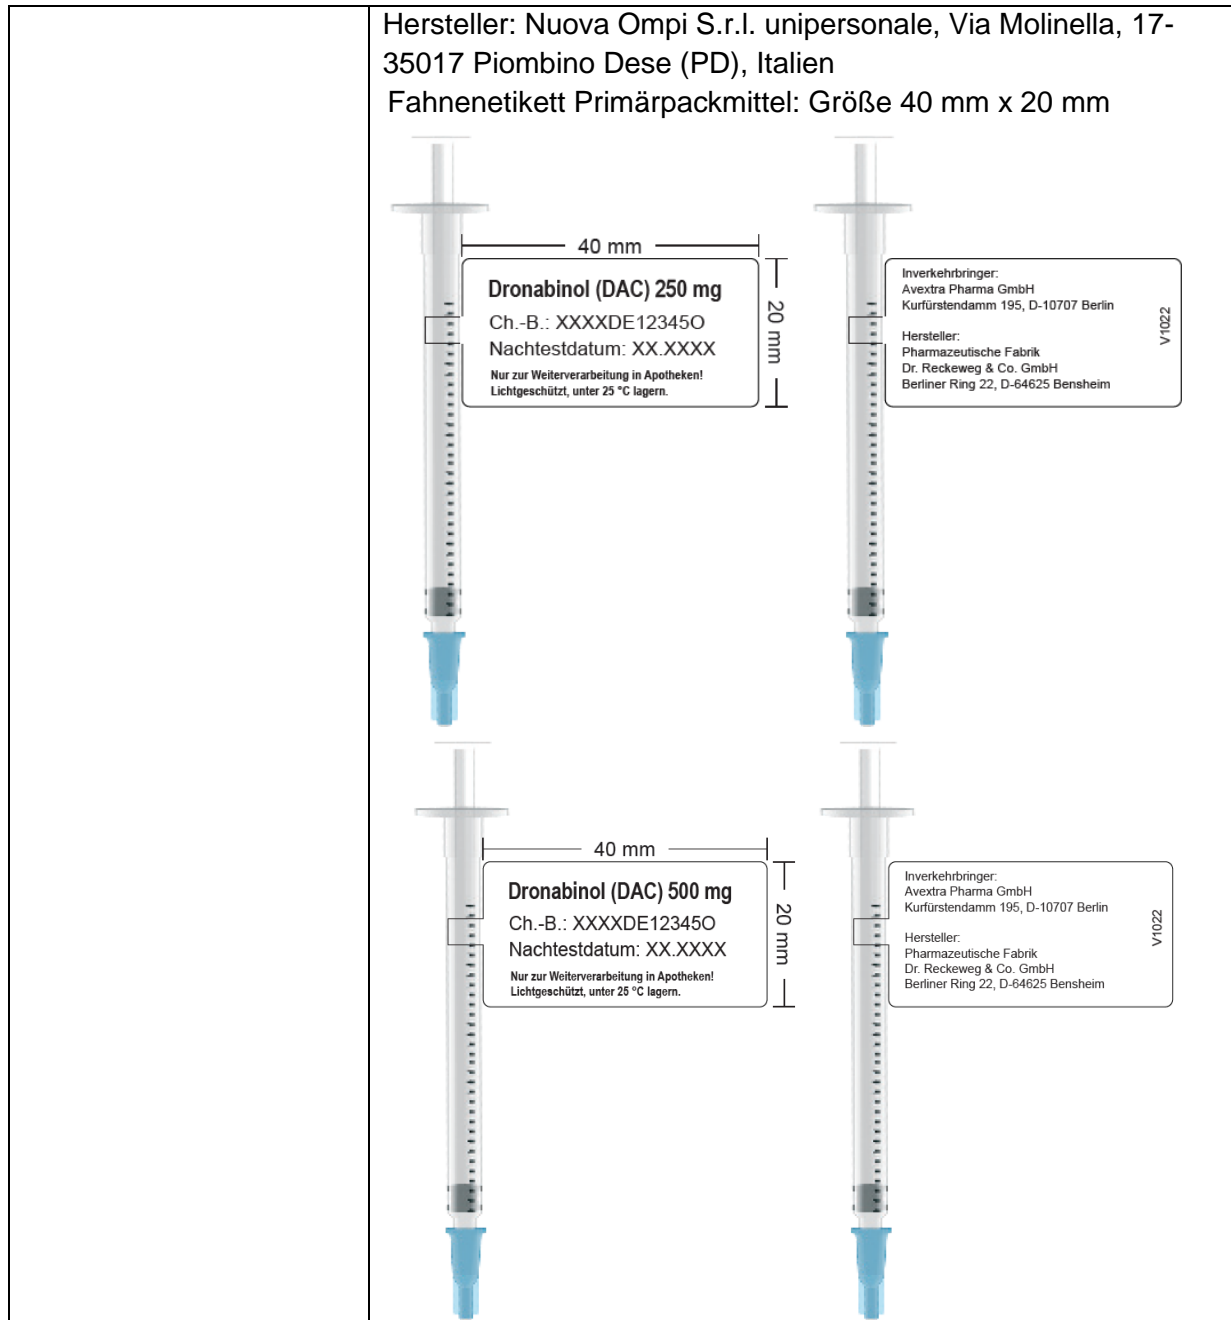 Hersteller: Nuova Ompi S.r.l. unipersonale, Via Molinella, 17-
35017 Piombino Dese (PD), Italien
Fahnenetikett Primärpackmittel: Größe 40 mm x 20 mm
40 mm
20 mm
Dronabinol (DAC) 250 mg
Ch.-B.: XXXXDE12345O
Nachtestdatum: XX.XXXX
Nur zur Weiterverarbeitung in Apotheken!
Lichtgeschützt, unter 25 °C lagern.
Inverkehrbringer:
Avextra Pharma GmbH
Kurfürstendamm 195, D-10707 Berlin
Hersteller:
Pharmazeutische Fabrik
Dr. Reckeweg & Co. GmbH
Berliner Ring 22, D-64625 Bensheim
V1022
40 mm
20 mm
Dronabinol (DAC) 500 mg
Ch.-B.: XXXXDE12345O
Nachtestdatum: XX.XXXX
Nur zur Weiterverarbeitung in Apotheken!
Lichtgeschützt, unter 25 °C lagern.
Inverkehrbringer:
Avextra Pharma GmbH
Kurfürstendamm 195, D-10707 Berlin
Hersteller:
Pharmazeutische Fabrik
Dr. Reckeweg & Co. GmbH
Berliner Ring 22, D-64625 Bensheim
V1022